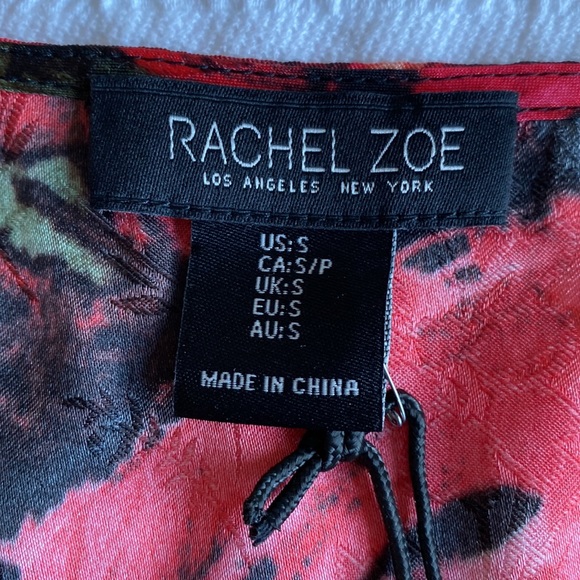 RACHEL ZOE
LOS ANGELES NEW YORK
US: S
CA: S/P
UK: S
EU: S
AU: S
MADE IN CHINA